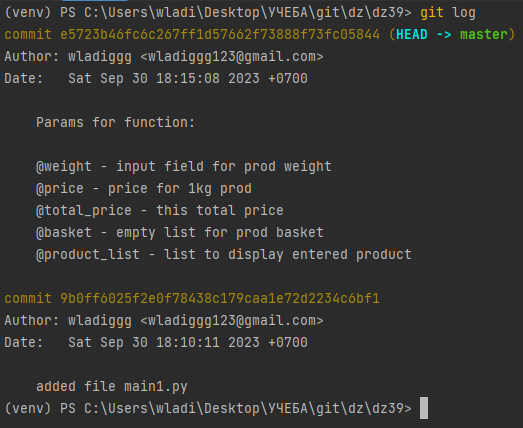 (venv) PS C:\Users\wladi\Desktop\УЧЕБА\git\dz\dz39> git log
commit e5723b46fc6c267ff1d57662f73888f73fc05844 (HEAD -> master)
Author: wladiggg <wladiggg123@gmail.com>
Date:   Sat Sep 30 18:15:08 2023 +0700

    Params for function:

    @weight - input field for prod weight
    @price - price for 1kg prod
    @total_price - this total price
    @basket - empty list for prod basket
    @product_list - list to display entered product

commit 9b0ff6025f2e0f78438c179caa1e72d2234c6bf1
Author: wladiggg <wladiggg123@gmail.com>
Date:   Sat Sep 30 18:10:11 2023 +0700

    added file main1.py
(venv) PS C:\Users\wladi\Desktop\УЧЕБА\git\dz\dz39>